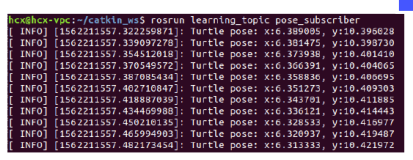 hcx@hcx-vpc:~/catkin_ws$ rosrun learning_topic pose_subscriber
[ INFO] [1562211557.322259871]: Turtle pose: x:6.389005, y:10.396028
[ INFO] [1562211557.339097278]: Turtle pose: x:6.381475, y:10.398730
[ INFO] [1562211557.354512018]: Turtle pose: x:6.373938, y:10.401410
[ INFO] [1562211557.370549572]: Turtle pose: x:6.366391, y:10.404065
[ INFO] [1562211557.387085434]: Turtle pose: x:6.358836, y:10.406695
[ INFO] [1562211557.402710847]: Turtle pose: x:6.351273, y:10.409303
[ INFO] [1562211557.418887039]: Turtle pose: x:6.343701, y:10.411885
[ INFO] [1562211557.434469988]: Turtle pose: x:6.336121, y:10.414443
[ INFO] [1562211557.450210135]: Turtle pose: x:6.328533, y:10.416977
[ INFO] [1562211557.465994903]: Turtle pose: x:6.320937, y:10.419487
[ INFO] [1562211557.482173454]: Turtle pose: x:6.313333, y:10.421972